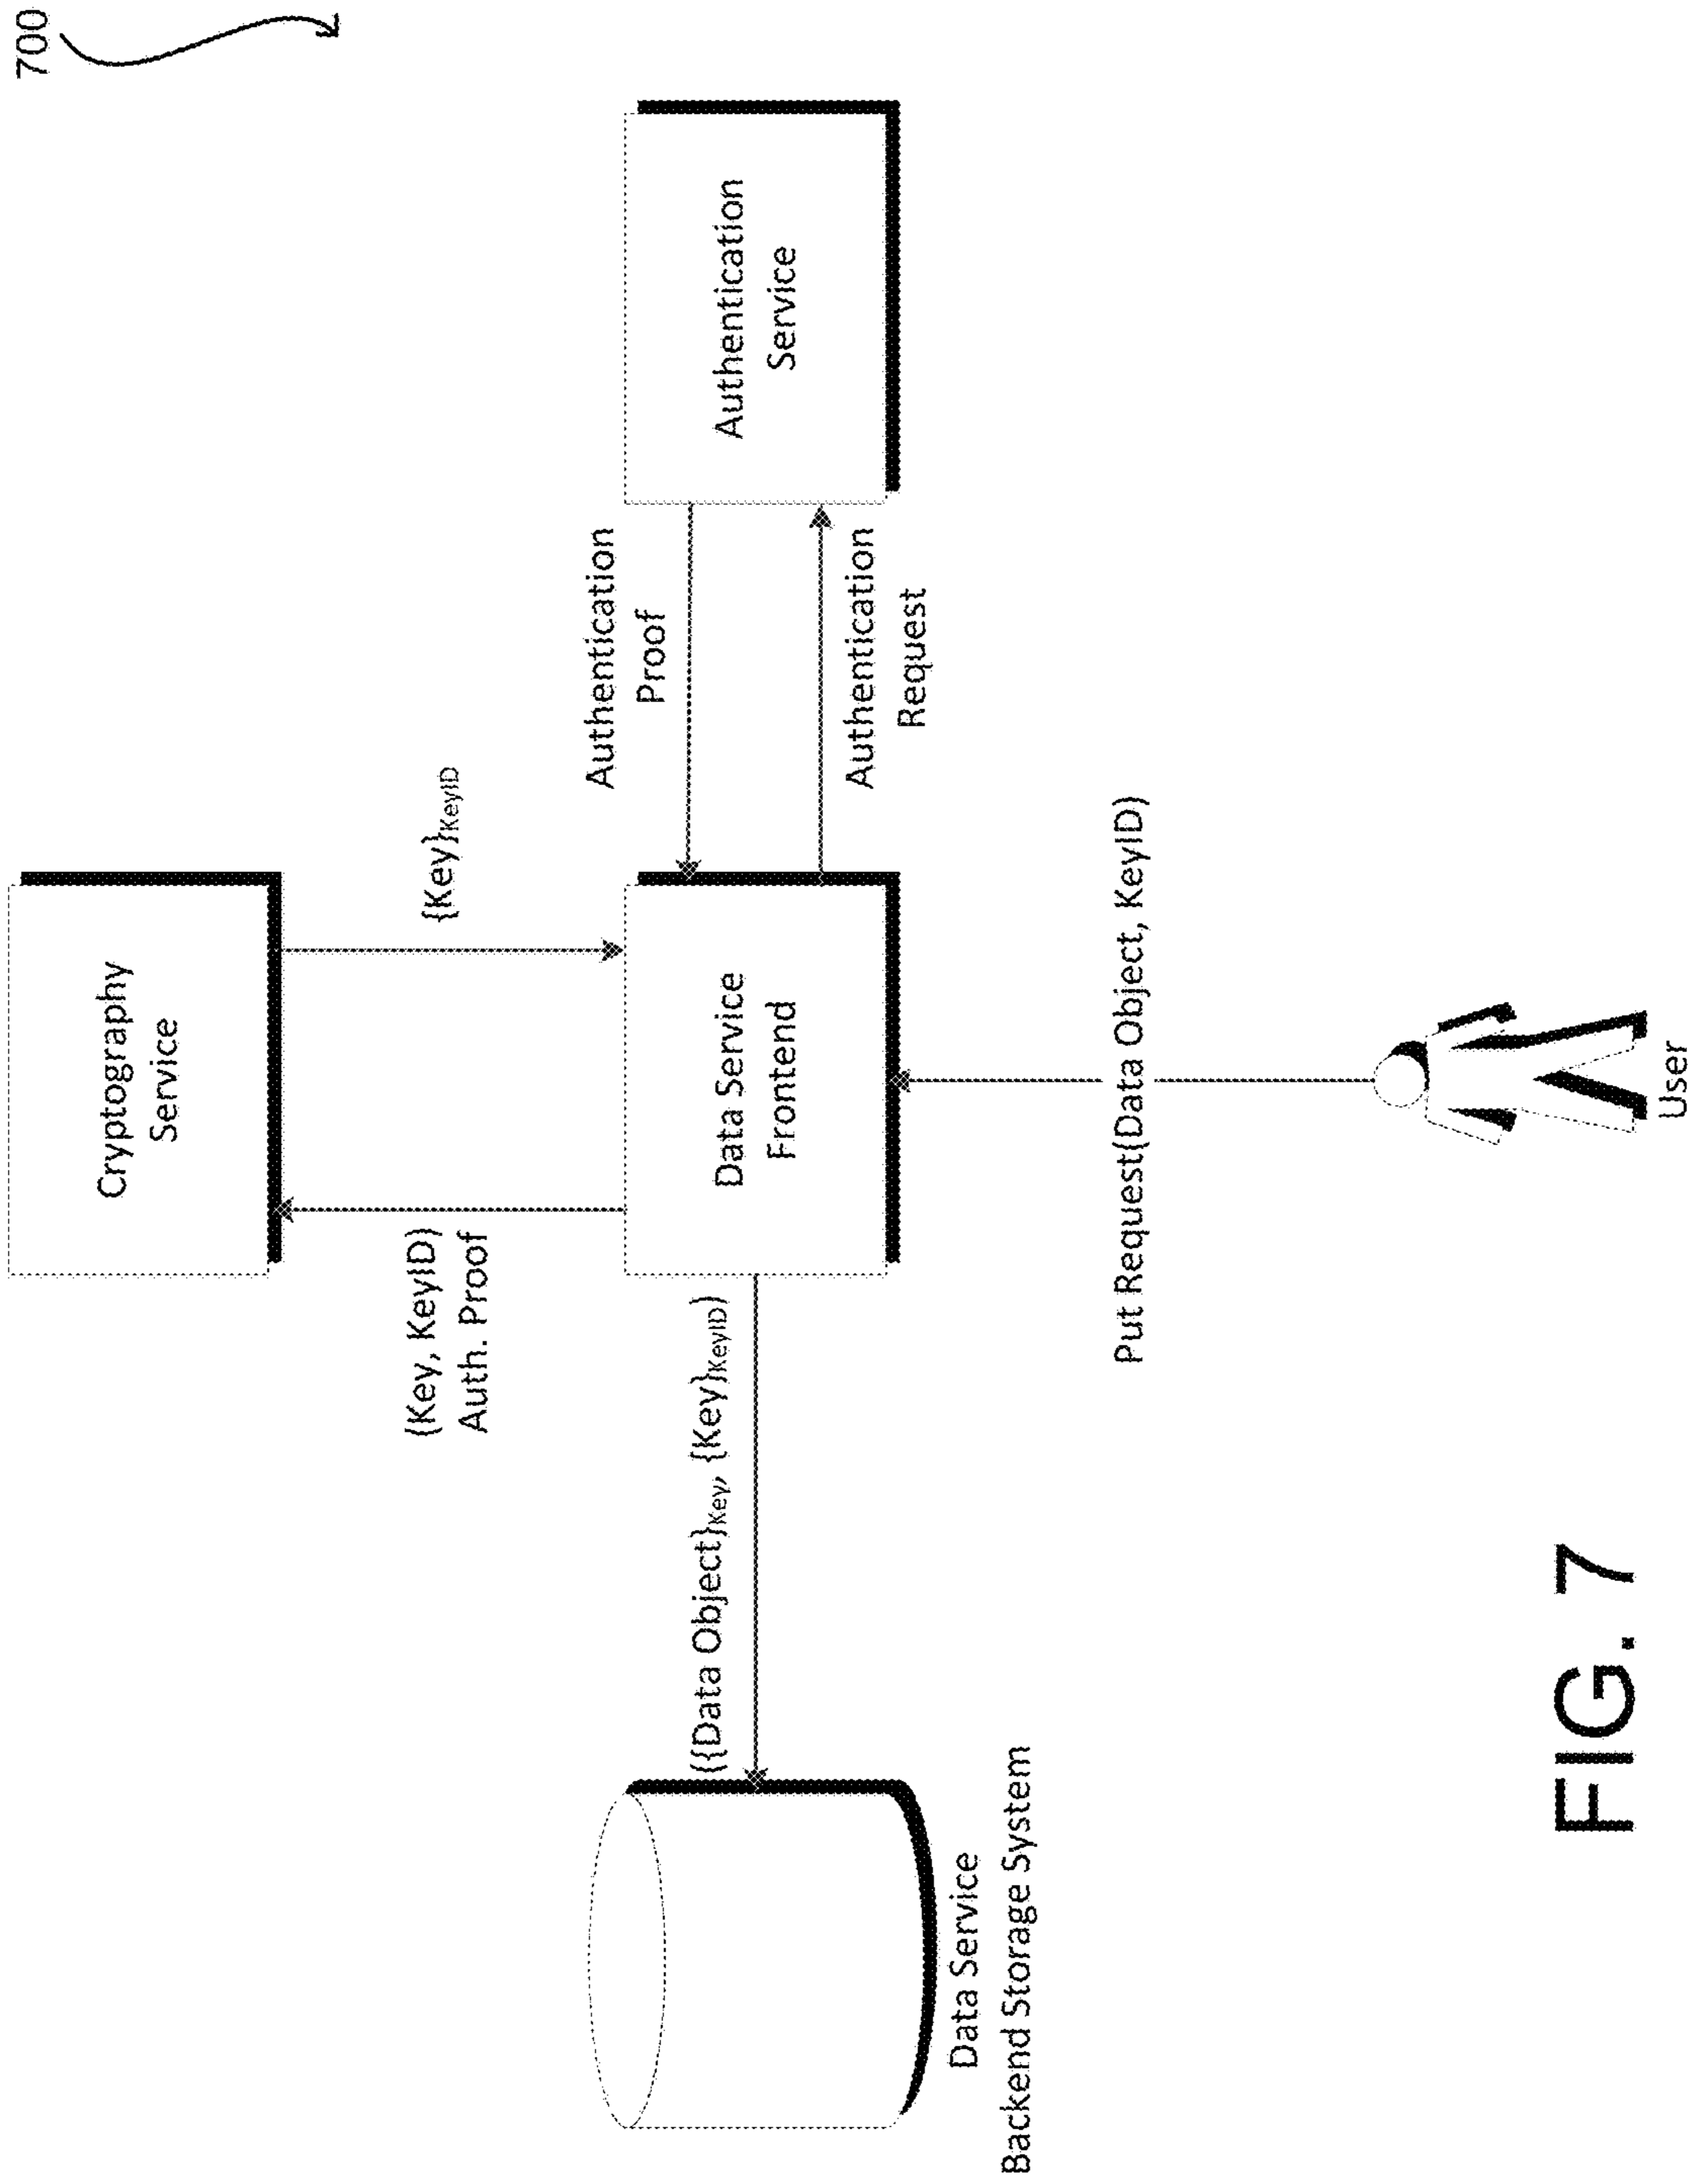 700
Cryptography
Service
(Key, KeyID)
Auth. Proof
{Key}KeyID
({Data Object}Key, {Key}KeyID)
Data Service
Frontend
Authentication
Proof
Authentication
Request
Authentication
Service
Data Service
Backend Storage System
Put Request(Data Object, KeyID)
User
FIG. 7